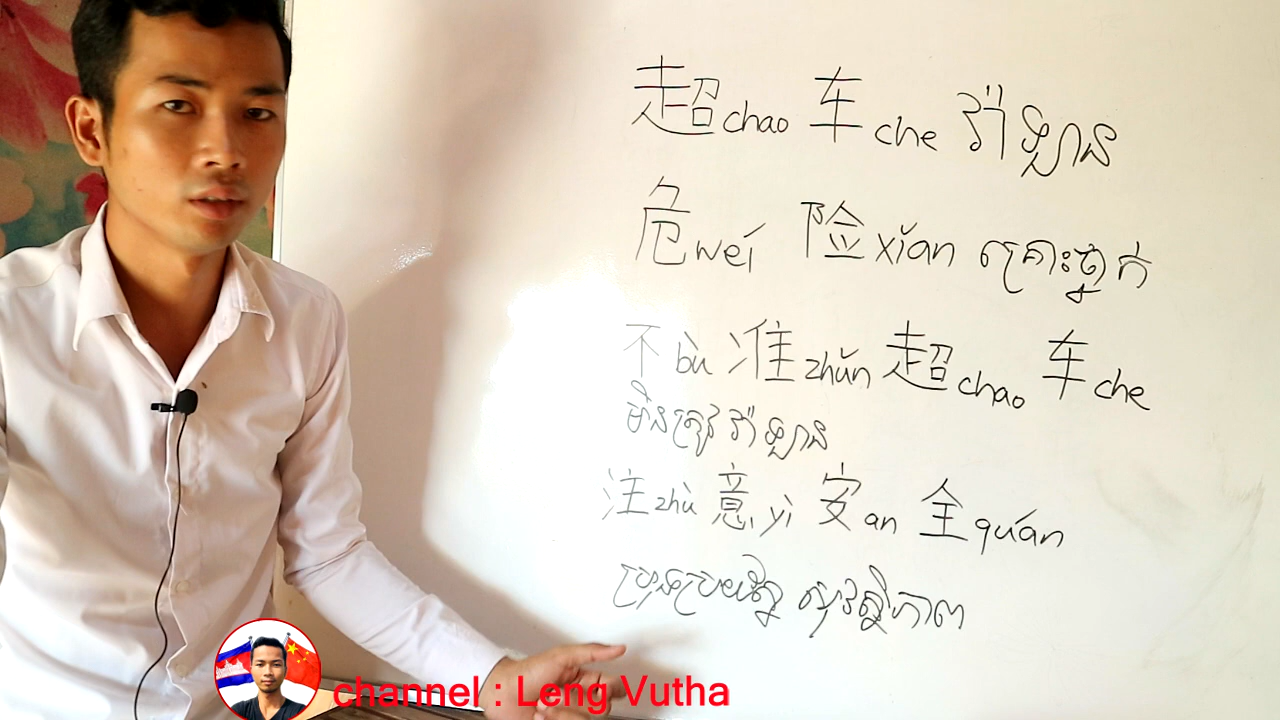 超chao 车che វ៉ាឡាន
危weí 险xiǎn គ្រោះថ្នាក់
不bù 准zhǔn 超chao 车che
មិនត្រូវ វ៉ា ឡាន
注zhù 意yì 安an 全quán
ប្រុងប្រយ័ត្ន សុវត្ថិភាព
channel : Leng Vutha